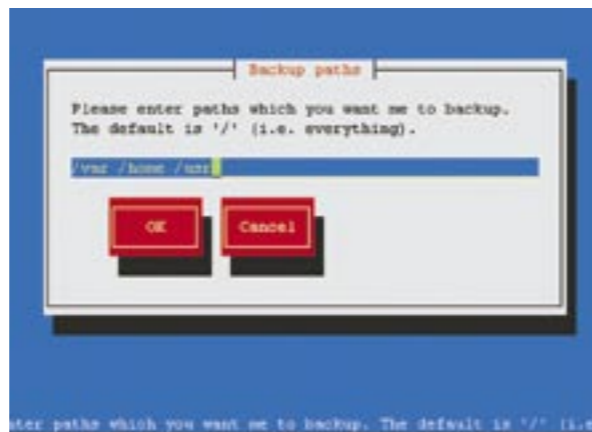 Backup paths
Please enter paths which you want me to backup.
The default is '/' (i.e. everything).
/var /home /usr
OK
Cancel
nter paths which you want me to backup. The default is '/' (i.e